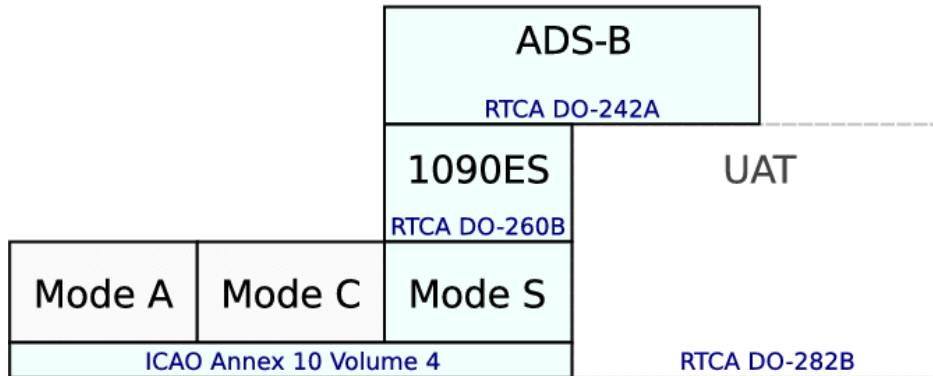 ADS-B
RTCA DO-242A
1090ES
UAT
RTCA DO-260B
Mode A
Mode C
Mode S
ICAO Annex 10 Volume 4
RTCA DO-282B